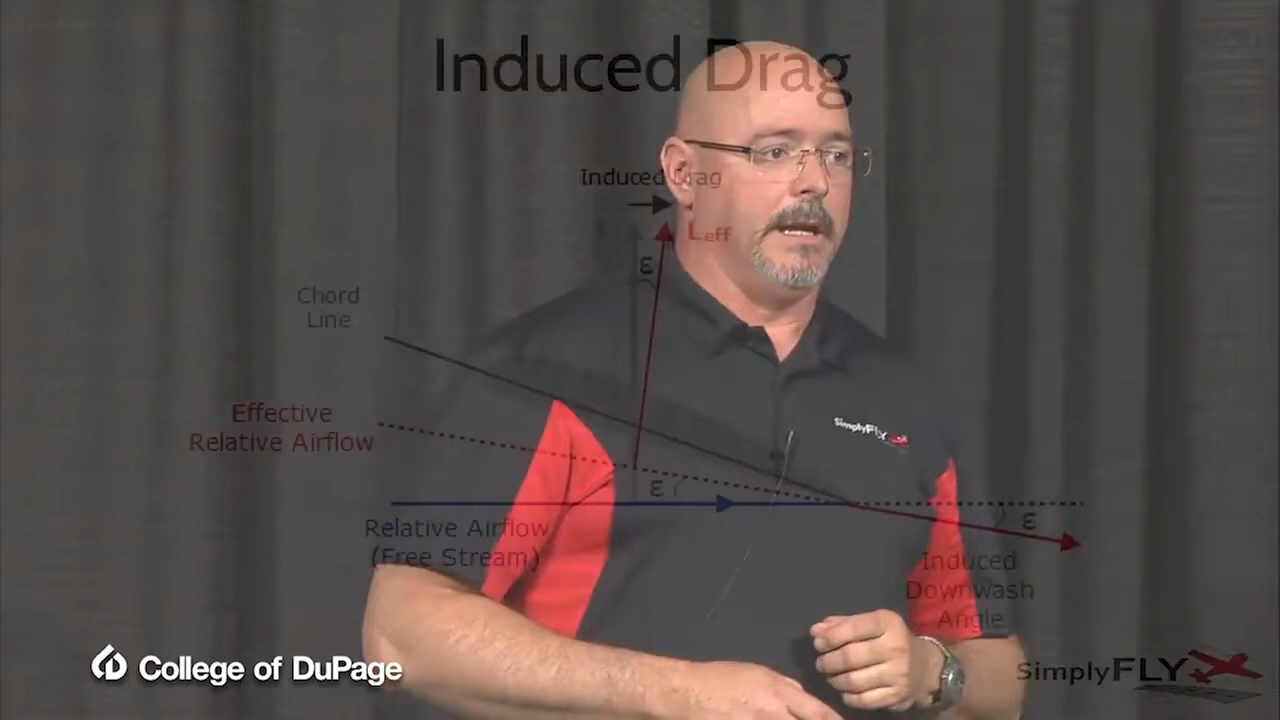 Induced Drag
Induced Drag
Leff
ε
Chord
Line
Effective
Relative Airflow
ε
Relative Airflow
(Free Stream)
ε
Induced
Downwash
Angle
SimplyFLY
College of DuPage
SimplyFLY